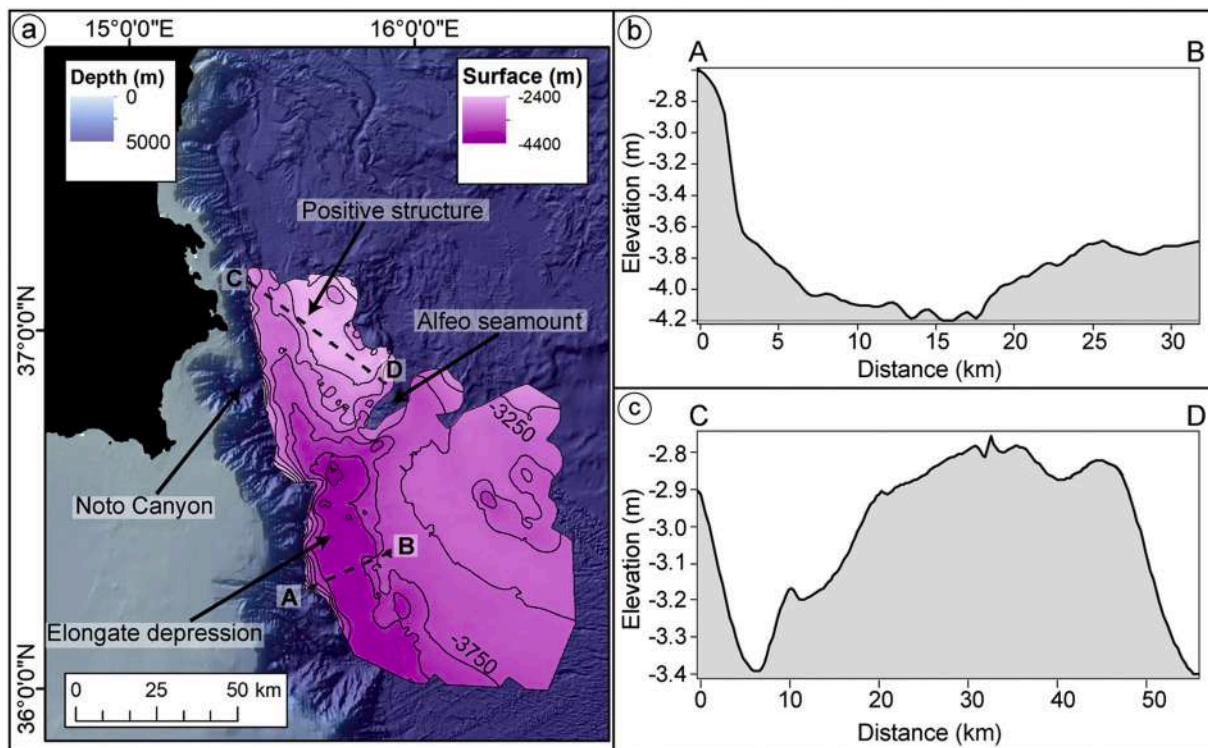 a
15°0'0"E
16°0'0"E
Depth (m)
0
5000
Surface (m)
-2400
-4400
Positive structure
C
Alfeo seamount
37°0'0"N
D
-3250
Noto Canyon
B
A
Elongate depression
-3750
36°0'0"N
0 25 50 km
b
A B
Elevation (m)
-2.8
-3.0
-3.2
-3.4
-3.6
-3.8
-4.0
-4.2
0 5 10 15 20 25 30
Distance (km)
c
C D
Elevation (m)
-2.8
-2.9
-3.0
-3.1
-3.2
-3.3
-3.4
0 10 20 30 40 50
Distance (km)